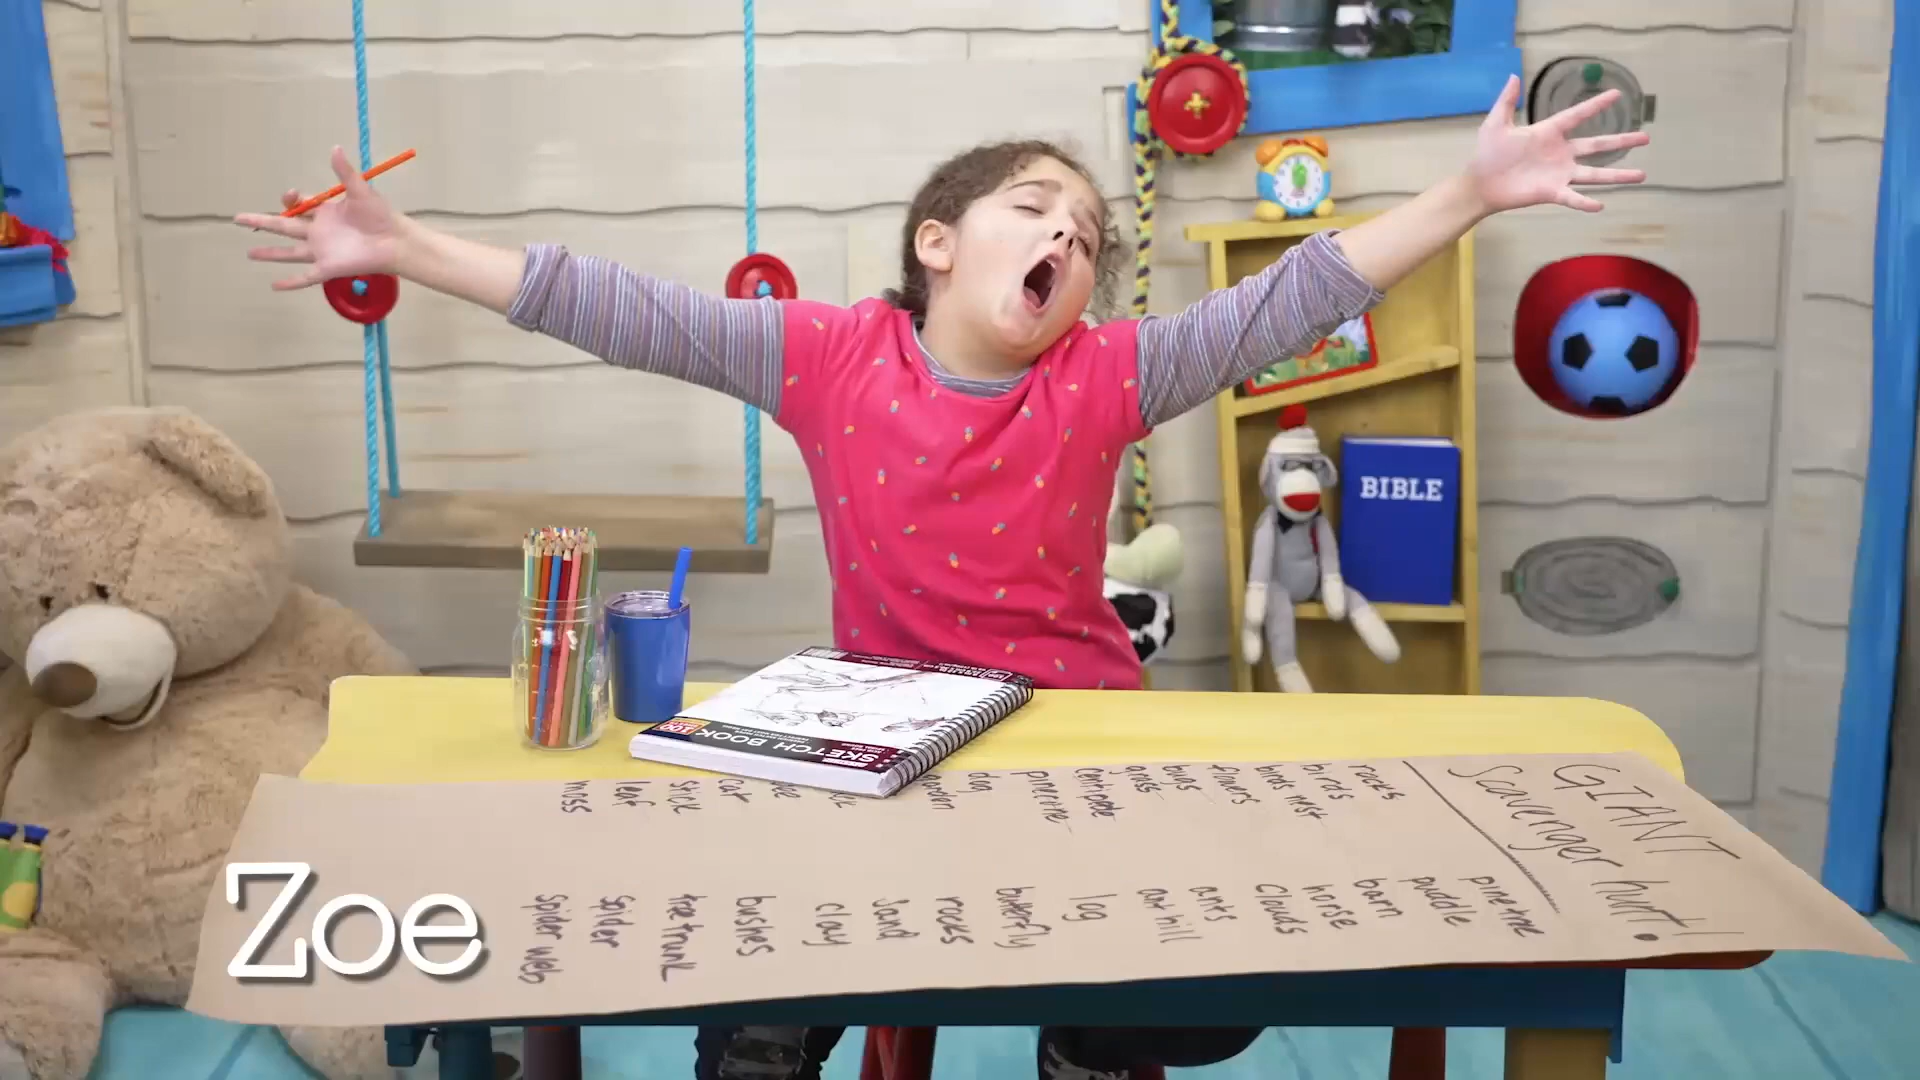 BIBLE
SKETCH BOOK
100
GIANT
Scavenger hunt!
rocks
birds
birds nest
flowers
bugs
grass
centipede
pinecone
dog
cat
stick
leaf
moss
pine tree
puddle
barn
horse
clouds
ants
ant hill
log
butterfly
rocks
sand
clay
bushes
tree trunk
spider
spider web
Zoe